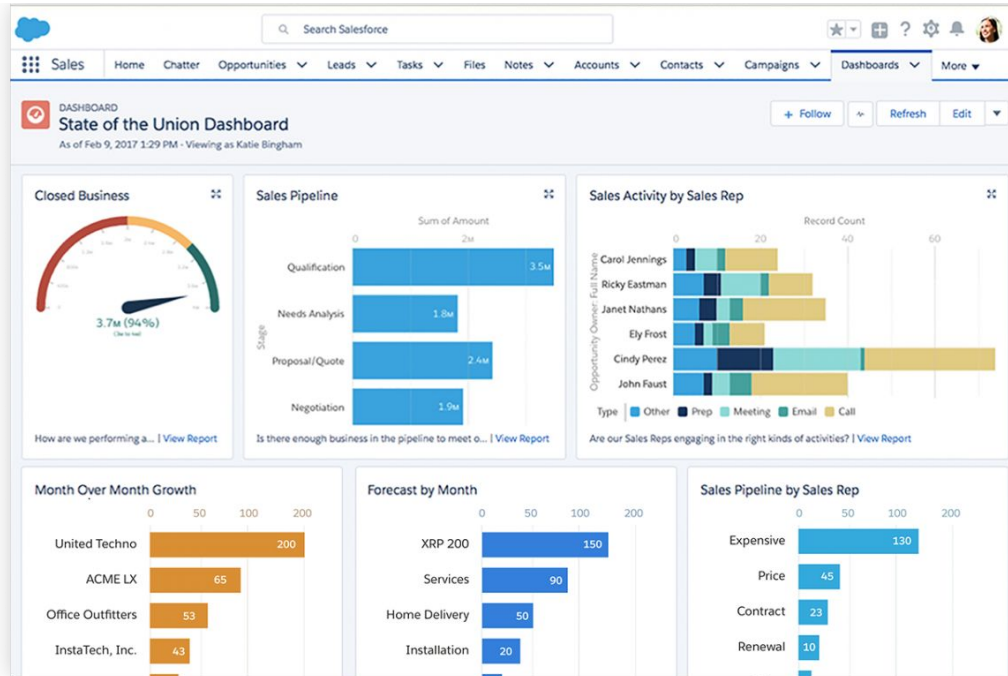 Search Salesforce
Sales Home Chatter Opportunities Leads Tasks Files Notes Accounts Contacts Campaigns Dashboards More
DASHBOARD
State of the Union Dashboard
As of Feb 9, 2017 1:29 PM - Viewing as Katie Bingham
+ Follow Refresh Edit
Closed Business
3.7M (94%)
How are we performing a... | View Report
Sales Pipeline
Sum of Amount
0 2M
Stage
Qualification 3.5M
Needs Analysis 1.8M
Proposal/Quote 2.4M
Negotiation 1.9M
Is there enough business in the pipeline to meet o... | View Report
Sales Activity by Sales Rep
Record Count
0 20 40 60
Opportunity Owner: Full Name
Carol Jennings
Ricky Eastman
Janet Nathans
Ely Frost
Cindy Perez
John Faust
Type Other Prep Meeting Email Call
Are our Sales Reps engaging in the right kinds of activities? | View Report
Month Over Month Growth
0 50 100 200
United Techno 200
ACME LX 65
Office Outfitters 53
InstaTech, Inc. 43
Forecast by Month
0 50 100 200
XRP 200 150
Services 90
Home Delivery 50
Installation 20
Sales Pipeline by Sales Rep
0 50 100 200
Expensive 130
Price 45
Contract 23
Renewal 10